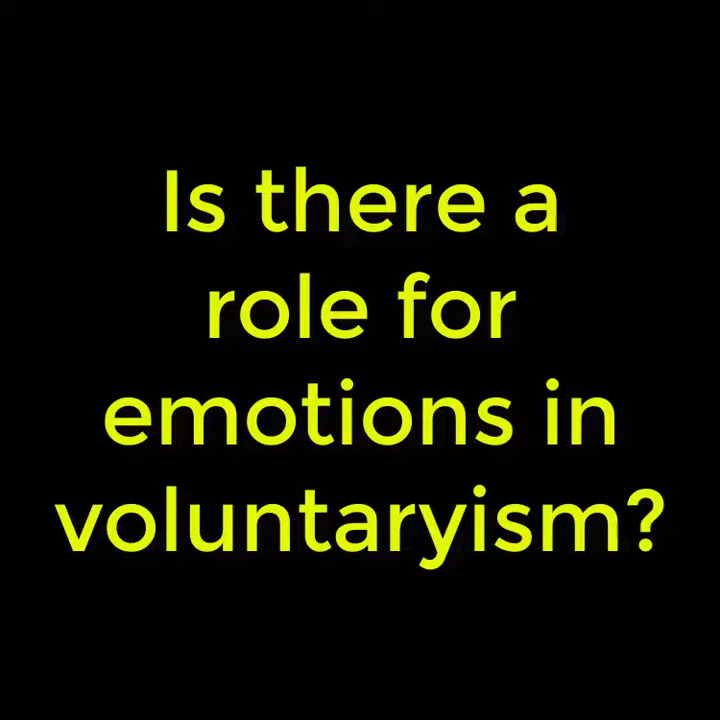 Is there a
role for
emotions in
voluntaryism?